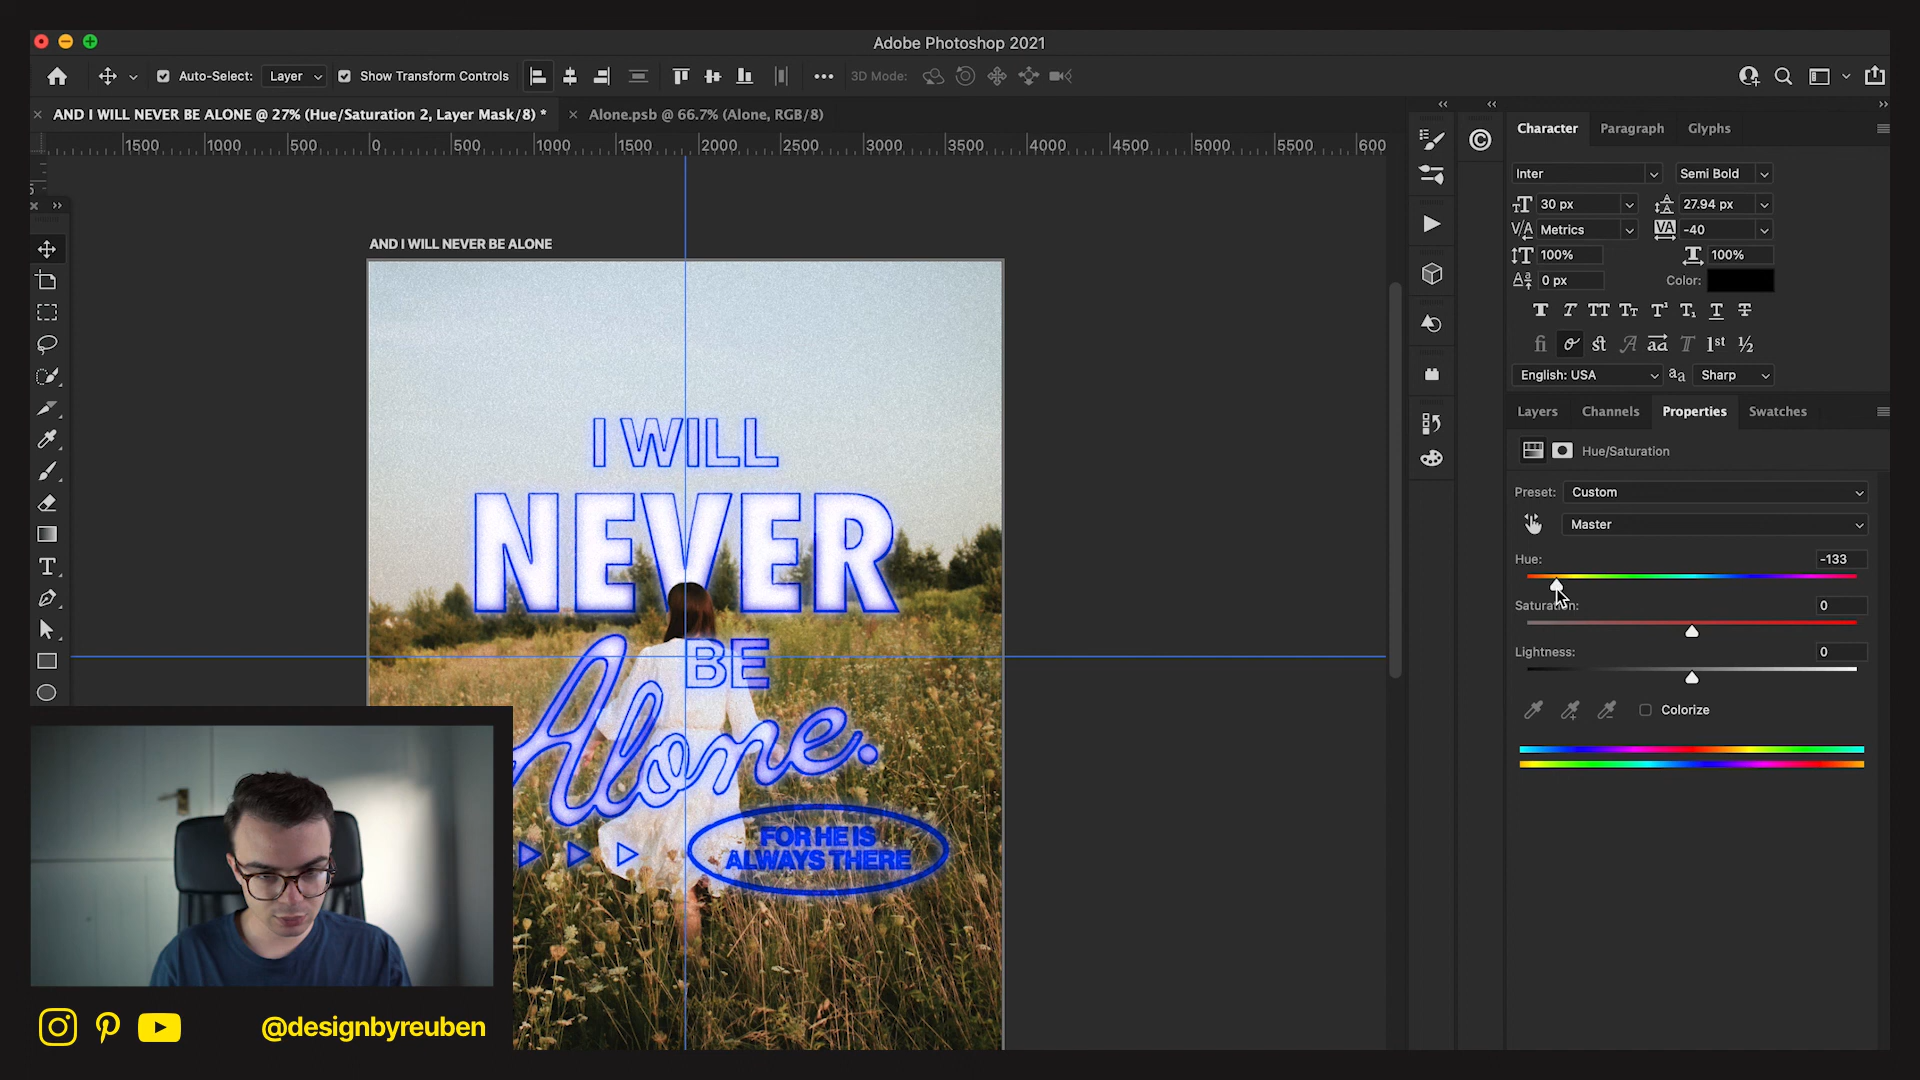 Adobe Photoshop 2021
Auto-Select: Layer Show Transform Controls 3D Mode:
AND I WILL NEVER BE ALONE @ 27% (Hue/Saturation 2, Layer Mask/8) *
Alone.psb @ 66.7% (Alone, RGB/8)
1500 1000 500 0 500 1000 1500 2000 2500 3000 3500 4000 4500 5000 5500 600
5
AND I WILL NEVER BE ALONE
I WILL
NEVER
BE
Alone.
FOR HE IS
ALWAYS THERE
Character Paragraph Glyphs
Inter Semi Bold
30 px 27.94 px
Metrics -40
100% 100%
0 px Color:
English: USA Sharp
Layers Channels Properties Swatches
Hue/Saturation
Preset: Custom
Master
Hue: -133
Saturation: 0
Lightness: 0
Colorize
@designbyreuben